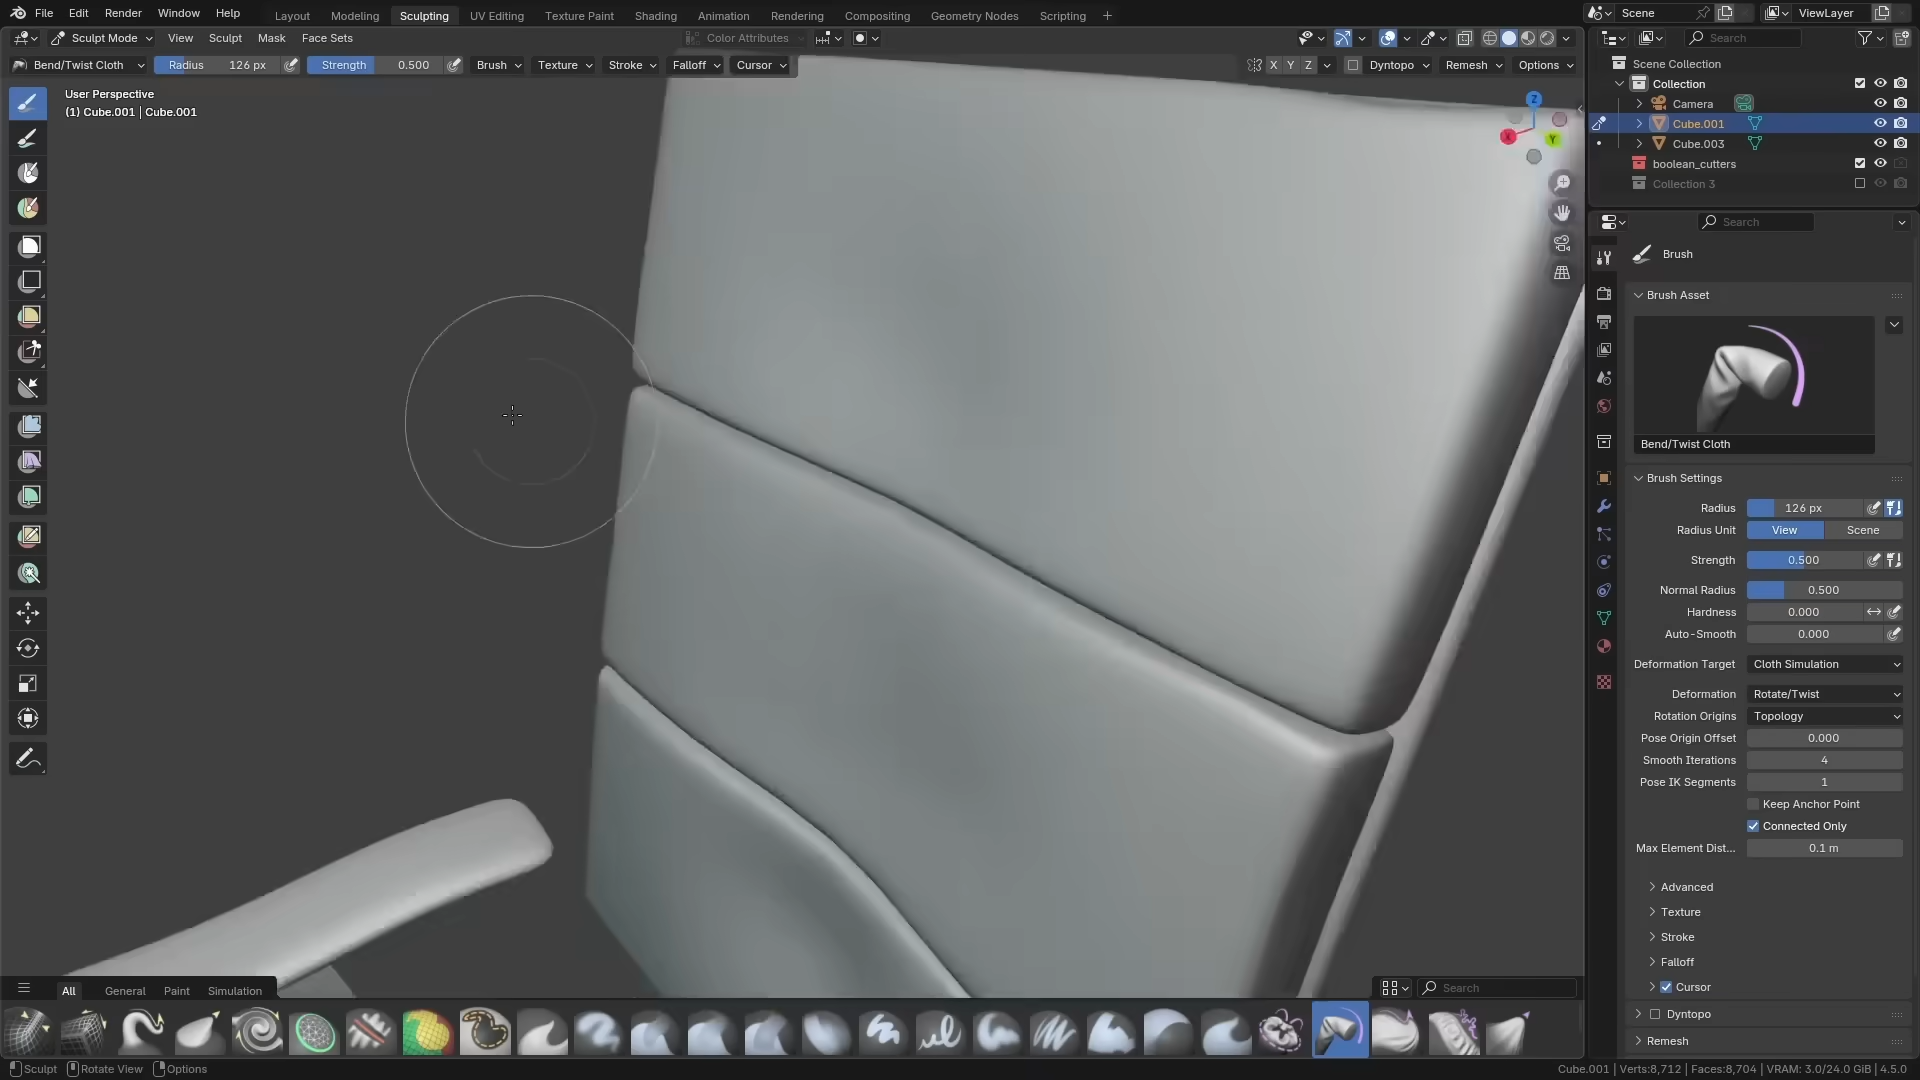 File Edit Render Window Help
Layout Modeling Sculpting UV Editing Texture Paint Shading Animation Rendering Compositing Geometry Nodes Scripting +
Scene ViewLayer
Sculpt Mode View Sculpt Mask Face Sets Color Attributes
Search
Bend/Twist Cloth Radius 126 px Strength 0.500 Brush Texture Stroke Falloff Cursor X Y Z Dyntopo Remesh Options
Scene Collection
Collection
Camera
Cube.001
Cube.003
boolean_cutters
Collection 3
User Perspective
(1) Cube.001 | Cube.001
Z
X
Y
Search
Brush
Brush Asset
Bend/Twist Cloth
Brush Settings
Radius 126 px
Radius Unit View Scene
Strength 0.500
Normal Radius 0.500
Hardness 0.000
Auto-Smooth 0.000
Deformation Target Cloth Simulation
Deformation Rotate/Twist
Rotation Origins Topology
Pose Origin Offset 0.000
Smooth Iterations 4
Pose IK Segments 1
Keep Anchor Point
Connected Only
Max Element Dist... 0.1 m
Advanced
Texture
Stroke
Falloff
Cursor
Dyntopo
Remesh
All General Paint Simulation
Search
Sculpt Rotate View Options
Cube.001 | Verts:8,712 | Faces:8,704 | VRAM: 3.0/24.0 GiB | 4.5.0